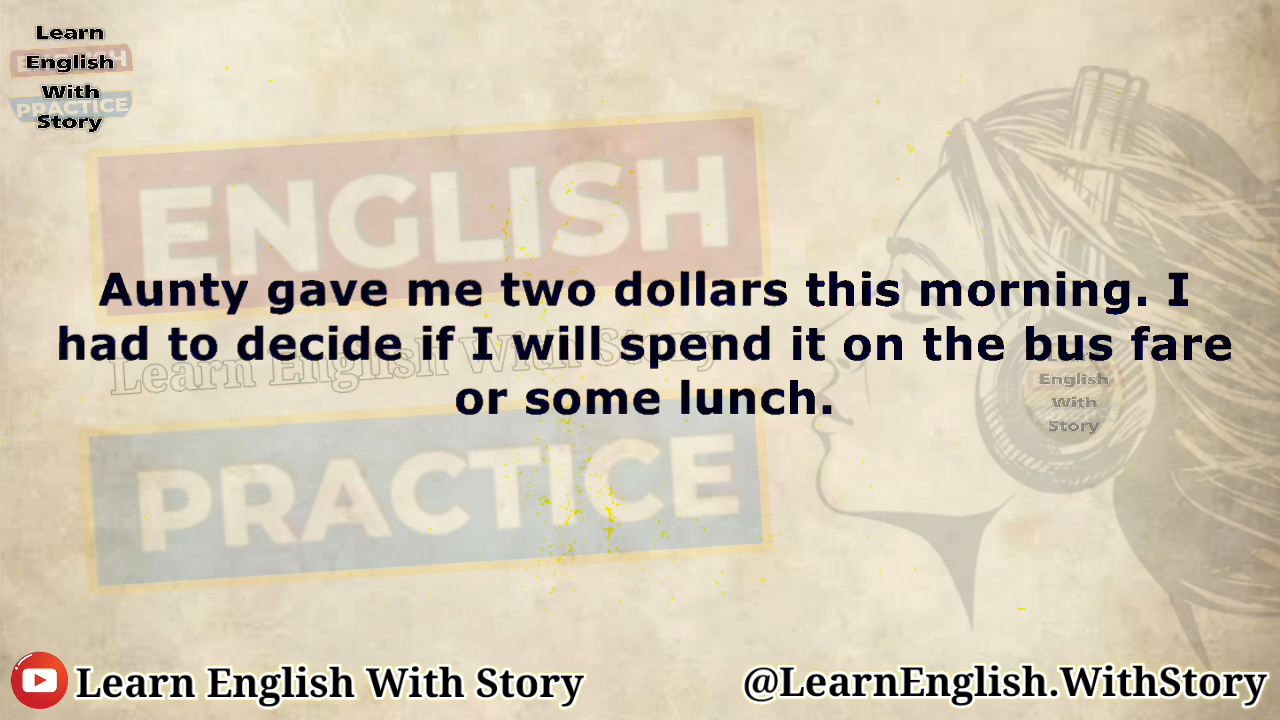 Learn
English
With
Story
ENGLISH
PRACTICE
ENGLISH
Aunty gave me two dollars this morning. I
had to decide if I will spend it on the bus fare
or some lunch.
Learn English With Story
English
With
Story
PRACTICE
Learn English With Story
@LearnEnglish.WithStory